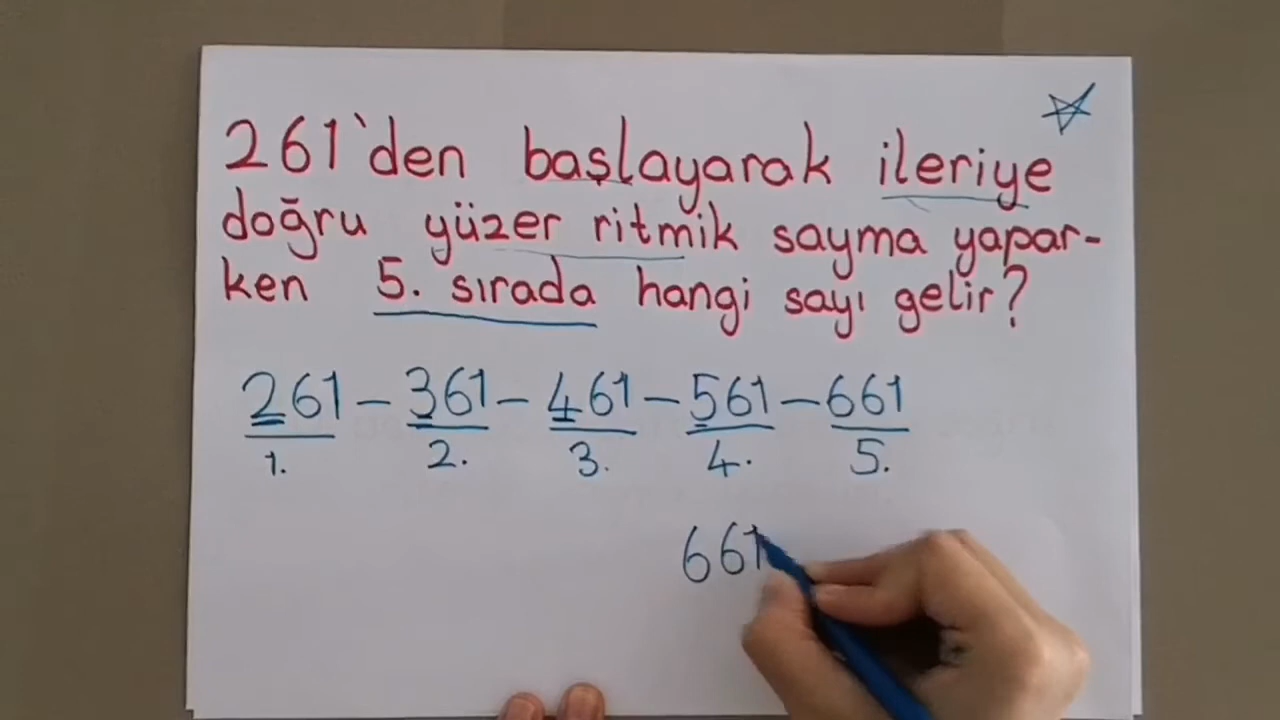 261'den başlayarak ileriye
doğru yüzer ritmik sayma yapar-
ken 5. sırada hangi sayı gelir?
261 - 361 - 461 - 561 - 661
1. 2. 3. 4. 5.
661